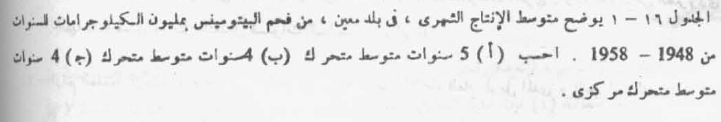 الجدول ١٦ – ١ يوضح متوسط الإنتاج الشهرى ، فى بلد معين ، من فحم البيتومينس بمليون الكيلوجرامات للسنوات
من 1948 – 1958 . احسب (أ) 5 سنوات متوسط متحرك (ب) 4سنوات متوسط متحرك (ج) 4 سنوات
متوسط متحرك مركزى .